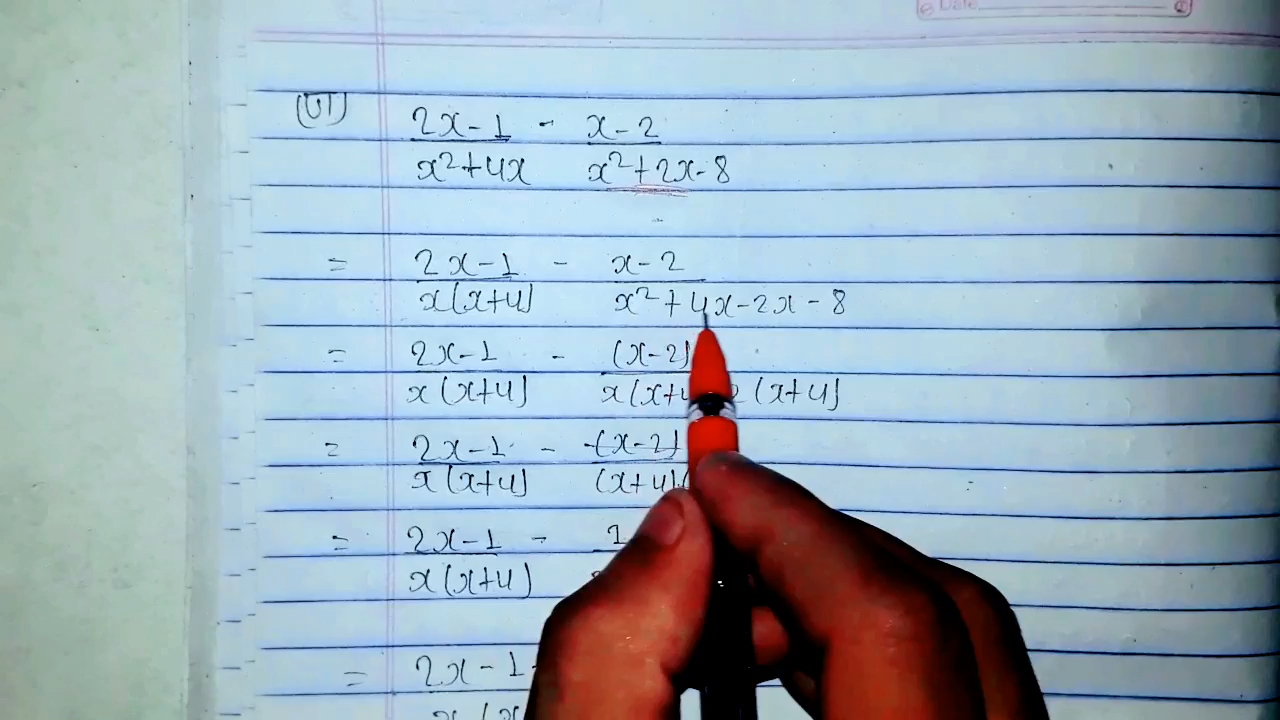 Date
(vi) 2x-1 - x-2
x²+4x x²+2x-8
= 2x-1 - x-2
x(x+4) x²+4x-2x-8
= 2x-1 - (x-2)
x(x+4) x(x+4 2(x+4)
= 2x-1 - (x-2)
x(x+4) (x+4)(
= 2x-1 - 1
x(x+4)
= 2x-1